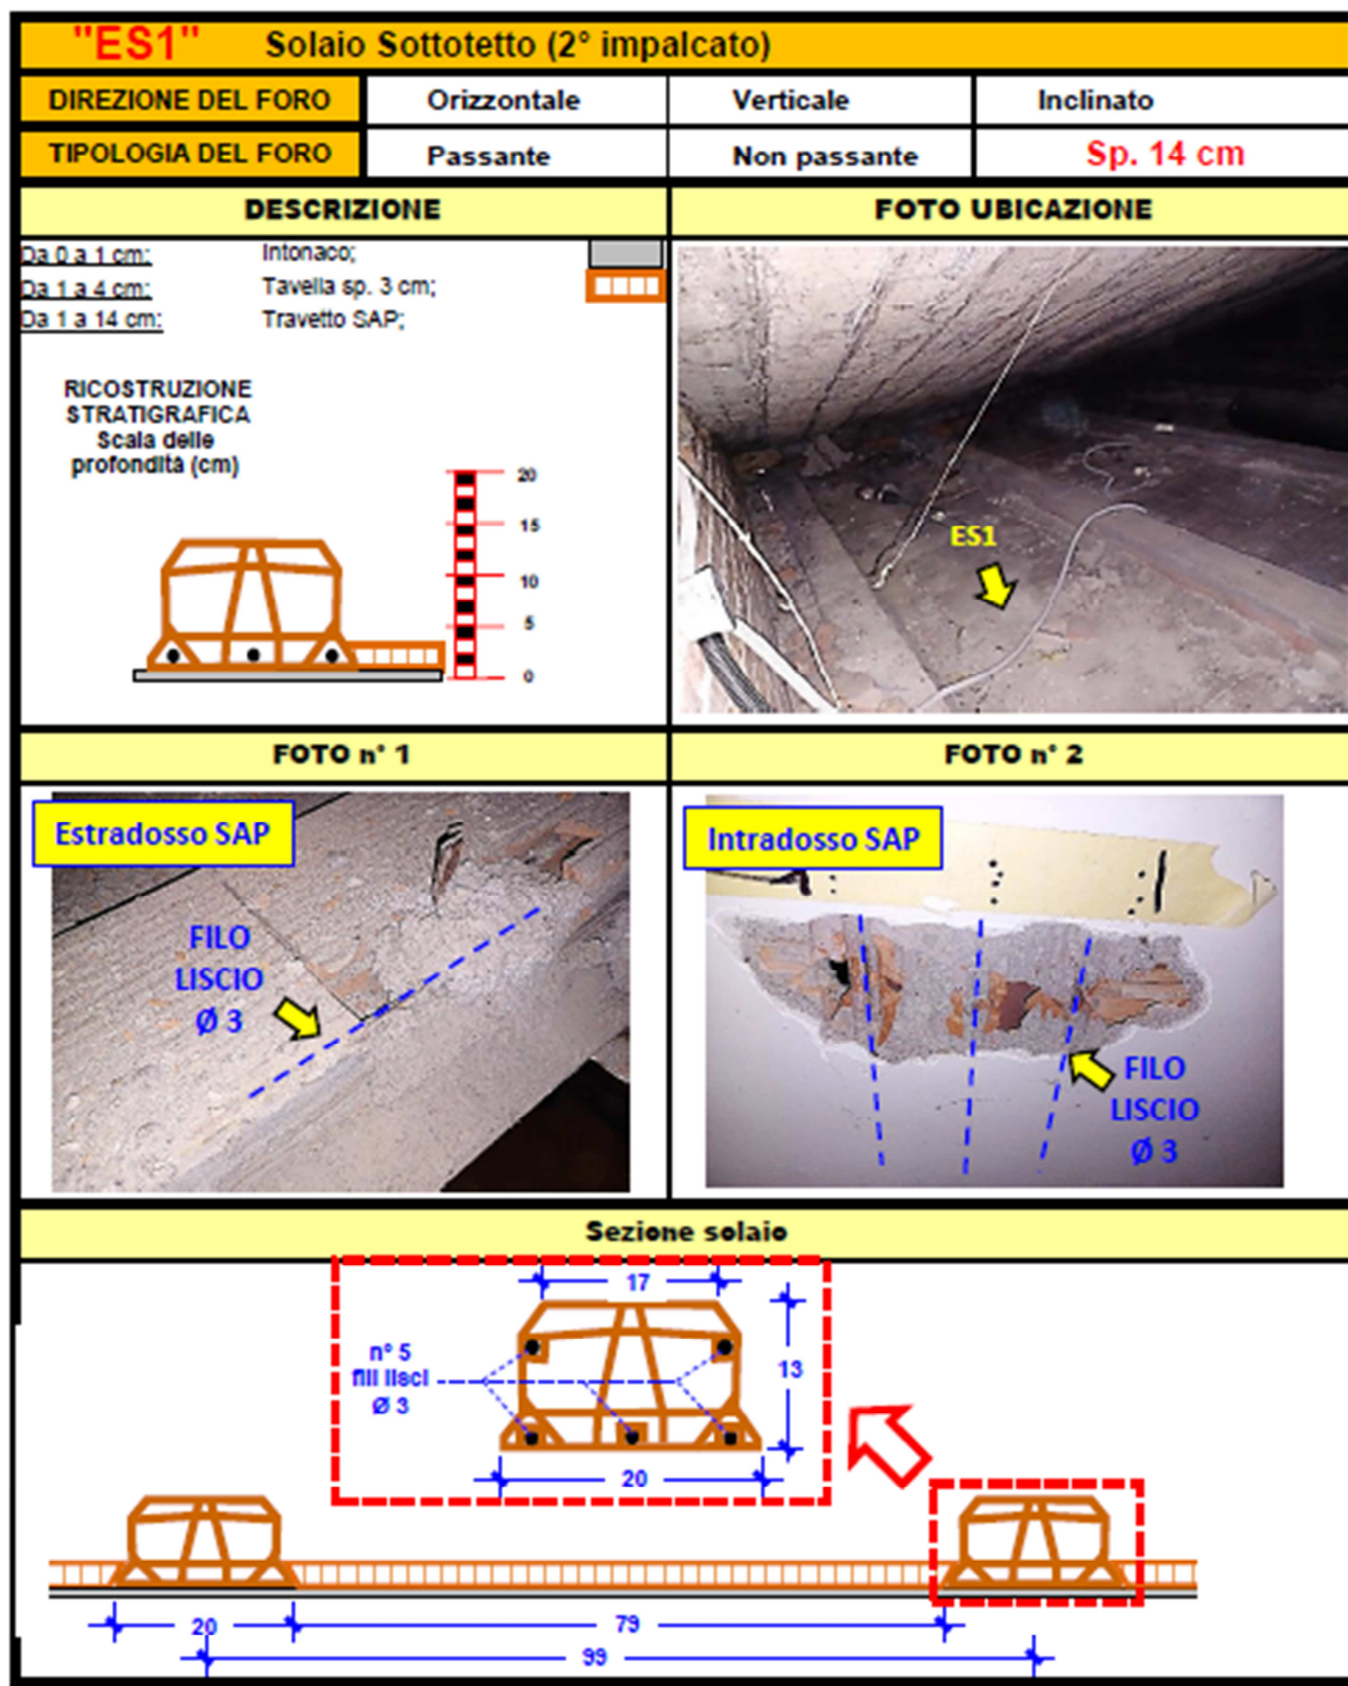 "ES1" Solaio Sottotetto (2° impalcato)
DIREZIONE DEL FORO Orizzontale Verticale Inclinato
TIPOLOGIA DEL FORO Passante Non passante Sp. 14 cm
DESCRIZIONE FOTO UBICAZIONE
Da 0 a 1 cm: Intonaco;
Da 1 a 4 cm: Tavella sp. 3 cm;
Da 1 a 14 cm: Travetto SAP;
RICOSTRUZIONE
STRATIGRAFICA
Scala delle
profondità (cm)
20
15
10
5
0
ES1
FOTO n° 1 FOTO n° 2
Estradosso SAP
FILO
LISCIO
Ø 3
Intradosso SAP
FILO
LISCIO
Ø 3
Sezione solaio
17
n° 5
fili lisci
Ø 3
13
20
20
79
99